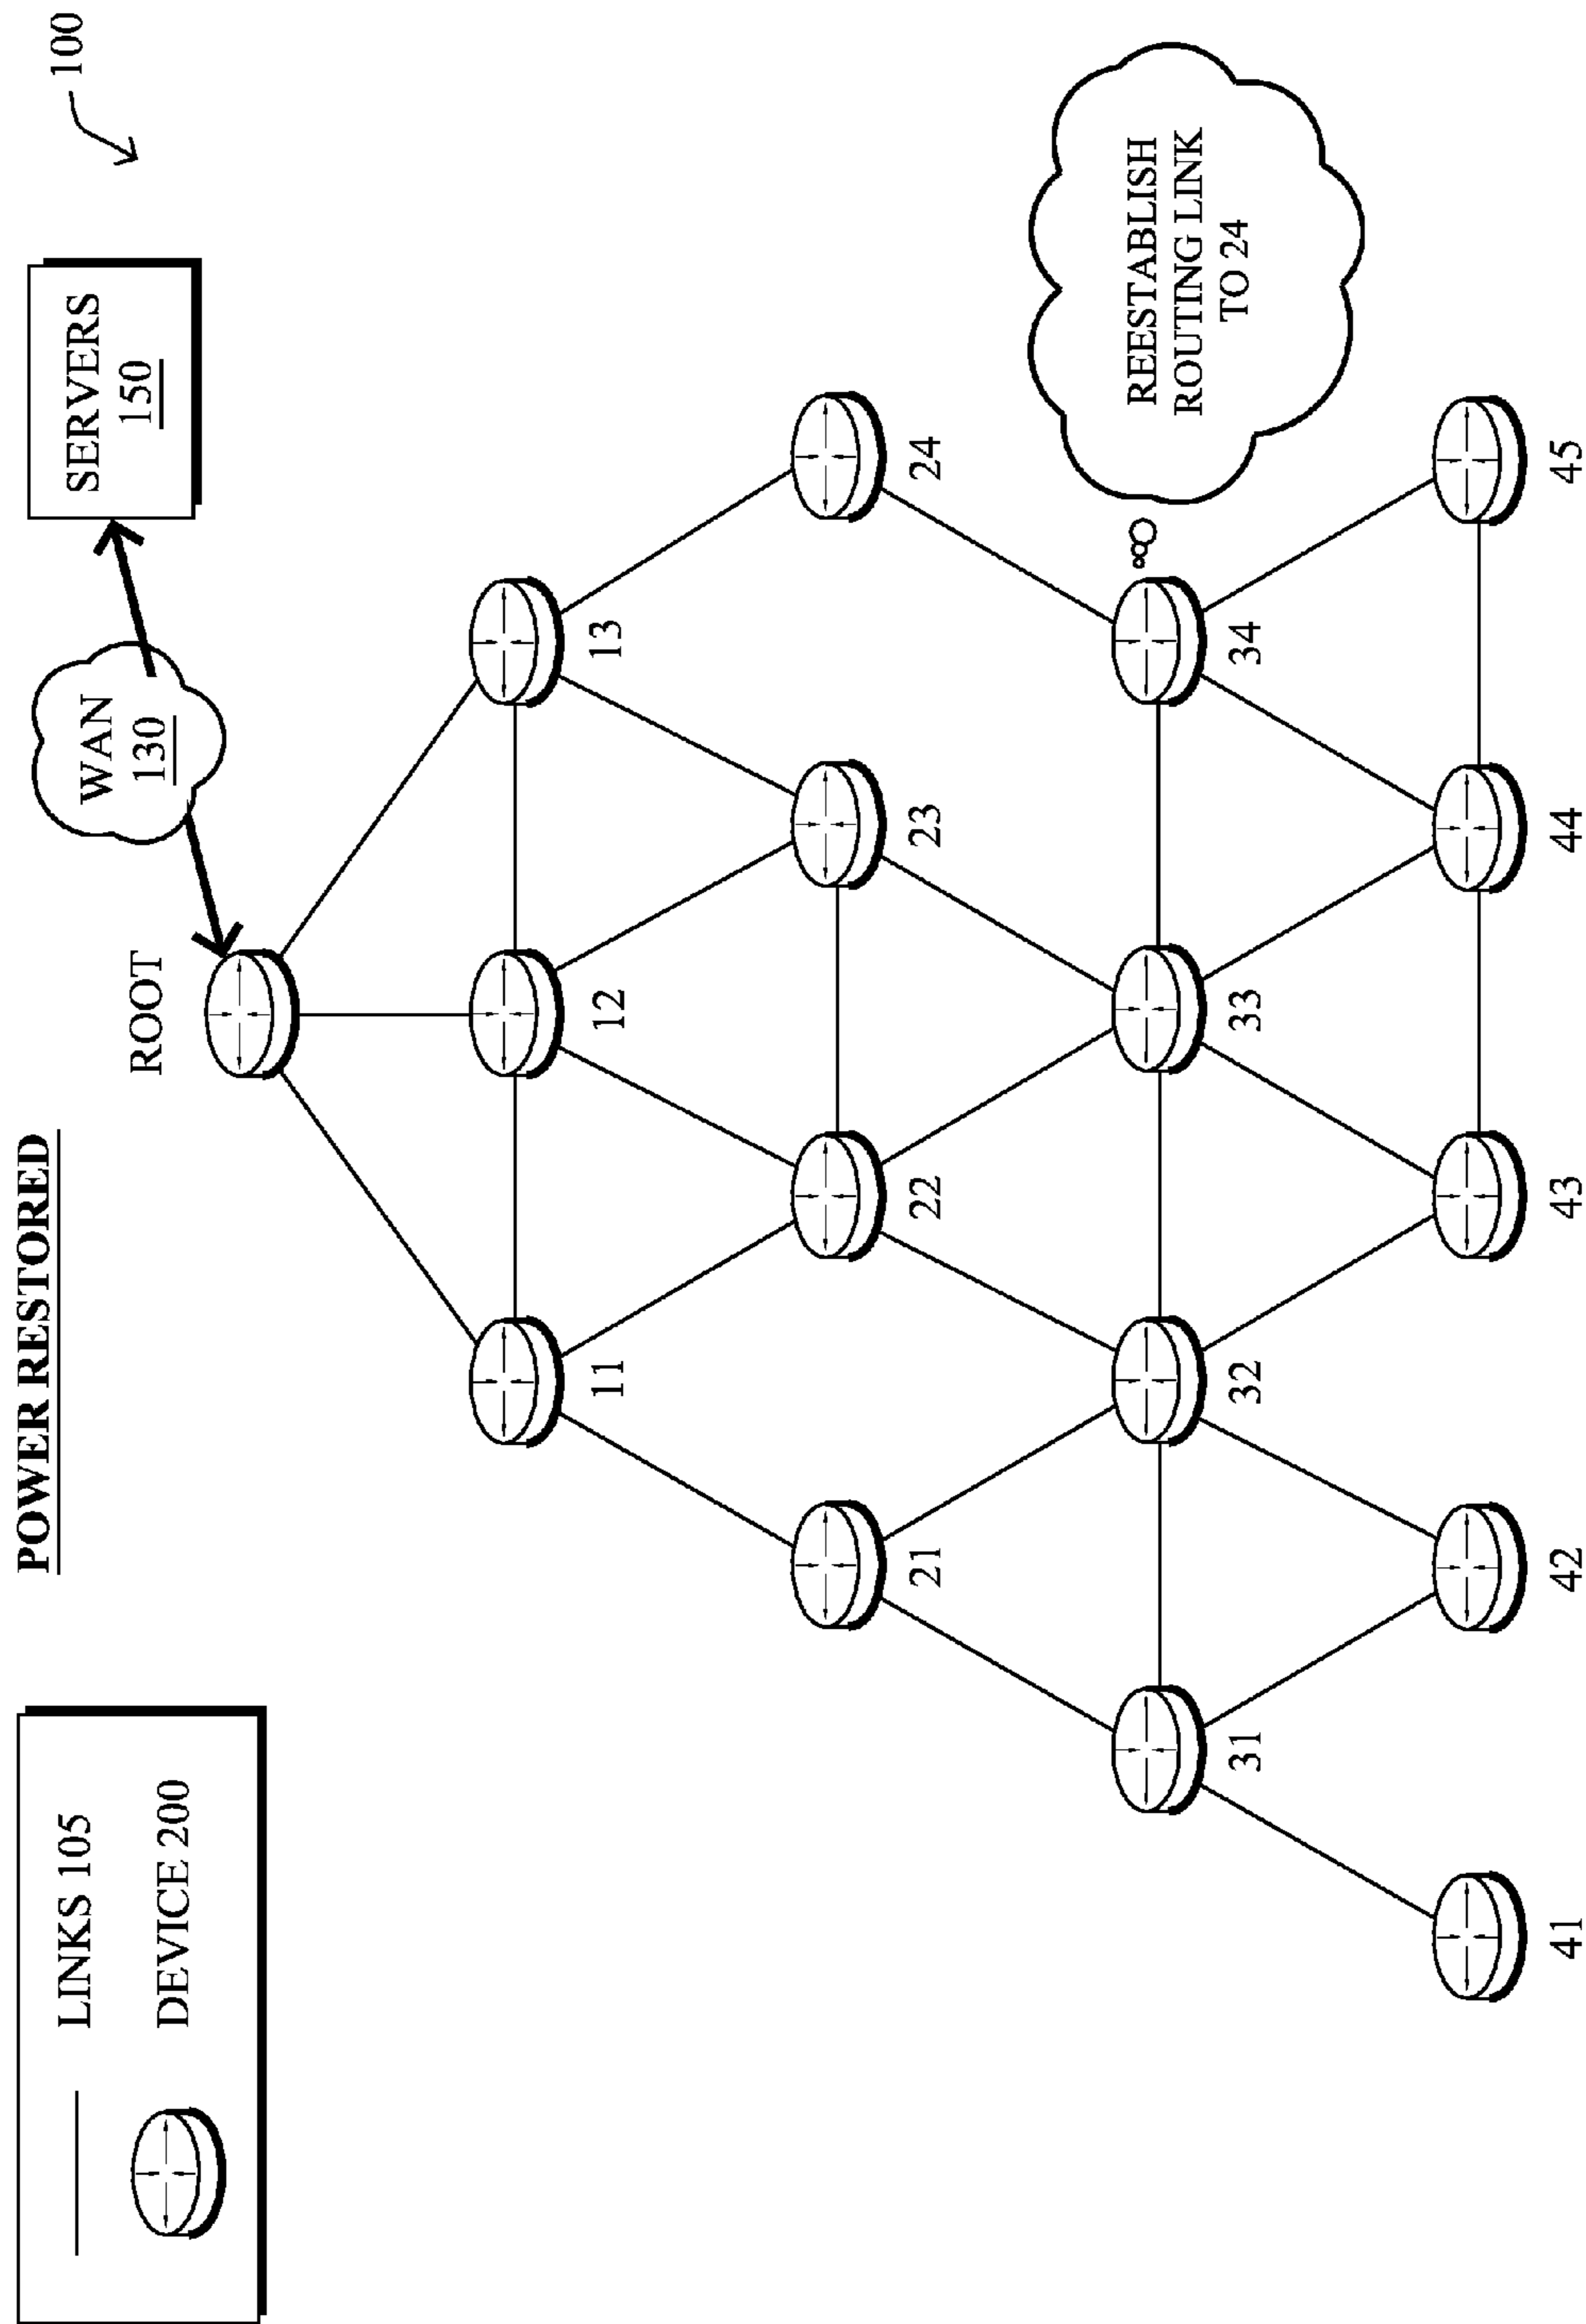 POWER RESTORED
100
LINKS 105
DEVICE 200
SERVERS
150
WAN
130
ROOT
11
12
13
21
22
23
24
31
32
33
34
REESTABLISH
ROUTING LINK
TO 24
41
42
43
44
45